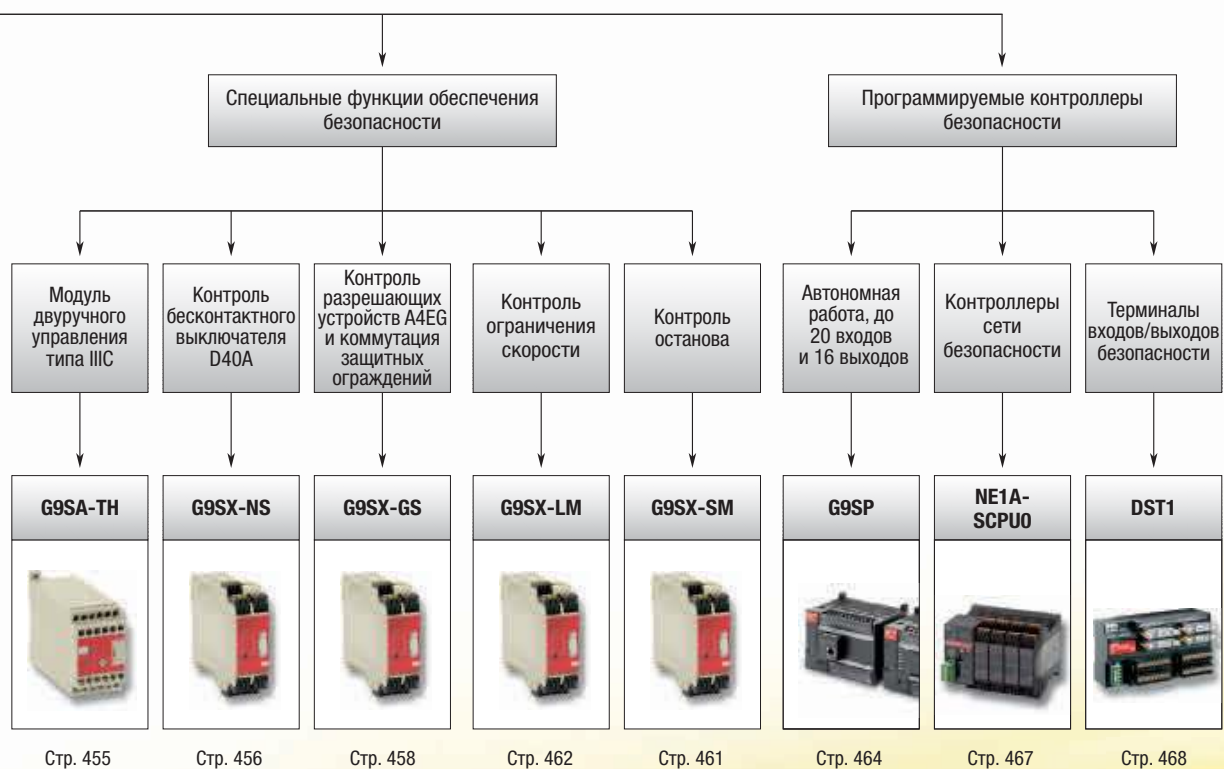 Специальные функции обеспечения
безопасности
Программируемые контроллеры
безопасности
Модуль
двуручного
управления
типа IIIC
Контроль
бесконтактного
выключателя
D40A
Контроль
разрешающих
устройств A4EG
и коммутация
защитных
ограждений
Контроль
ограничения
скорости
Контроль
останова
Автономная
работа, до
20 входов
и 16 выходов
Контроллеры
сети
безопасности
Терминалы
входов/выходов
безопасности
G9SA-TH
G9SX-NS
G9SX-GS
G9SX-LM
G9SX-SM
G9SP
NE1A-
SCPU0
DST1
Стр. 455
Стр. 456
Стр. 458
Стр. 462
Стр. 461
Стр. 464
Стр. 467
Стр. 468